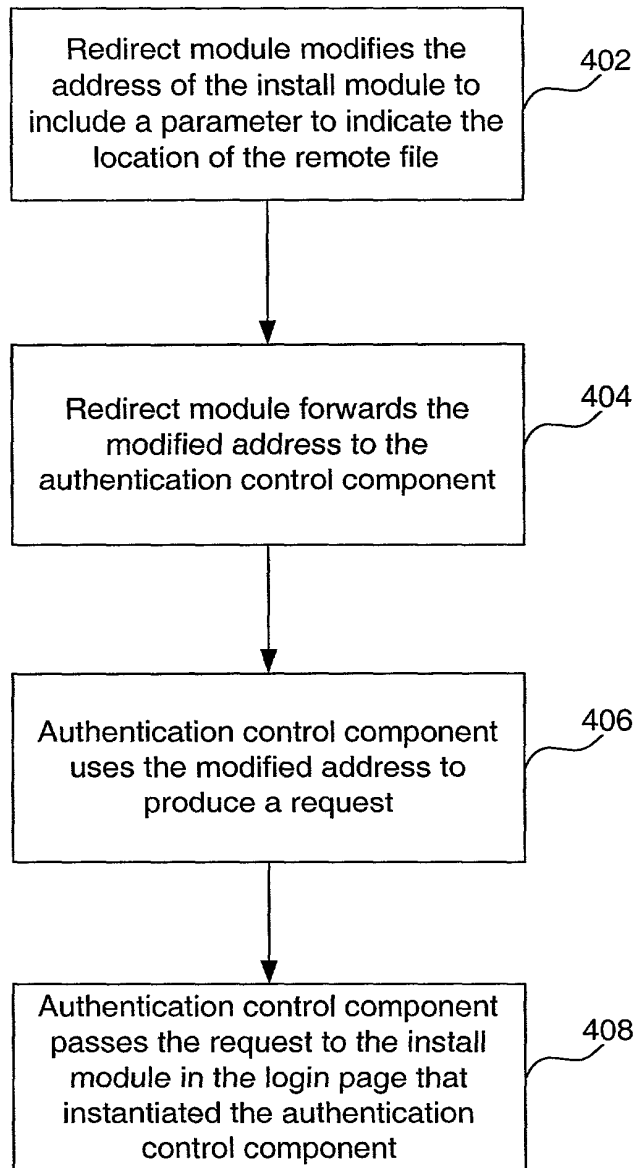 Redirect module modifies the
address of the install module to
include a parameter to indicate the
location of the remote file
402
Redirect module forwards the
modified address to the
authentication control component
404
Authentication control component
uses the modified address to
produce a request
406
Authentication control component
passes the request to the install
module in the login page that
instantiated the authentication
control component
408